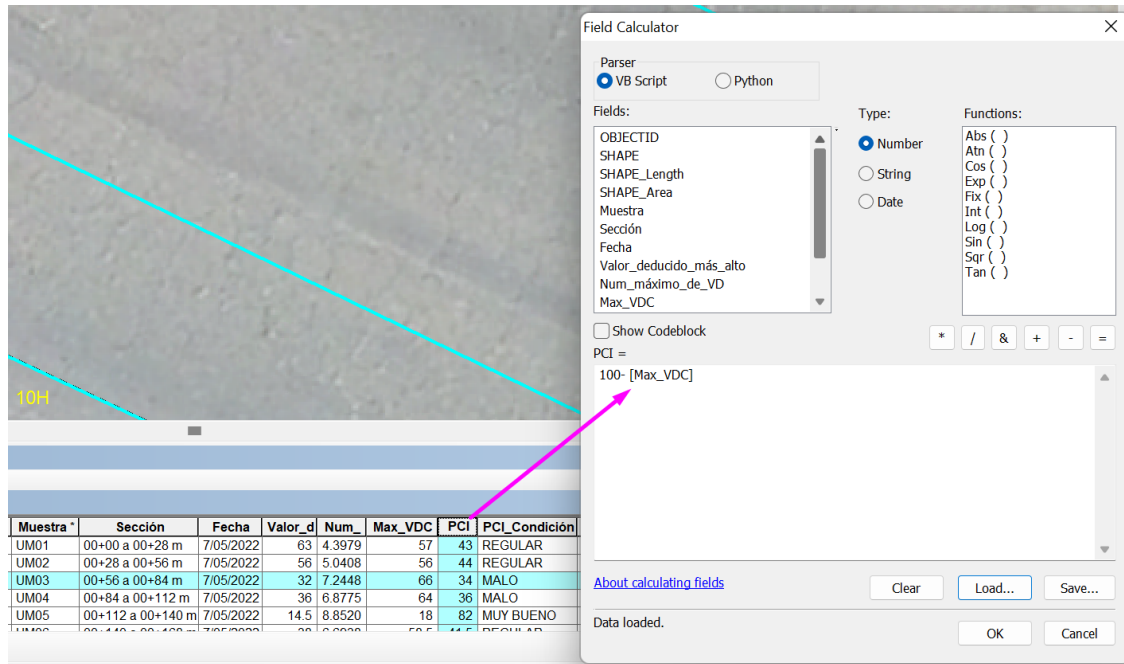 Field Calculator
Parser
VB Script Python
Fields: Type: Functions:
OBJECTID
SHAPE
SHAPE_Length
SHAPE_Area
Muestra
Sección
Fecha
Valor_deducido_más_alto
Num_máximo_de_VD
Max_VDC
Number
String
Date
Abs ( )
Atn ( )
Cos ( )
Exp ( )
Fix ( )
Int ( )
Log ( )
Sin ( )
Sqr ( )
Tan ( )
Show Codeblock
* / & + - =
PCI =
100- [Max_VDC]
About calculating fields
Clear Load... Save...
Data loaded.
OK Cancel
10H
Muestra * Sección Fecha Valor_d Num_ Max_VDC PCI PCI_Condición
UM01 00+00 a 00+28 m 7/05/2022 63 4.3979 57 43 REGULAR
UM02 00+28 a 00+56 m 7/05/2022 56 5.0408 56 44 REGULAR
UM03 00+56 a 00+84 m 7/05/2022 32 7.2448 66 34 MALO
UM04 00+84 a 00+112 m 7/05/2022 36 6.8775 64 36 MALO
UM05 00+112 a 00+140 m 7/05/2022 14.5 8.8520 18 82 MUY BUENO